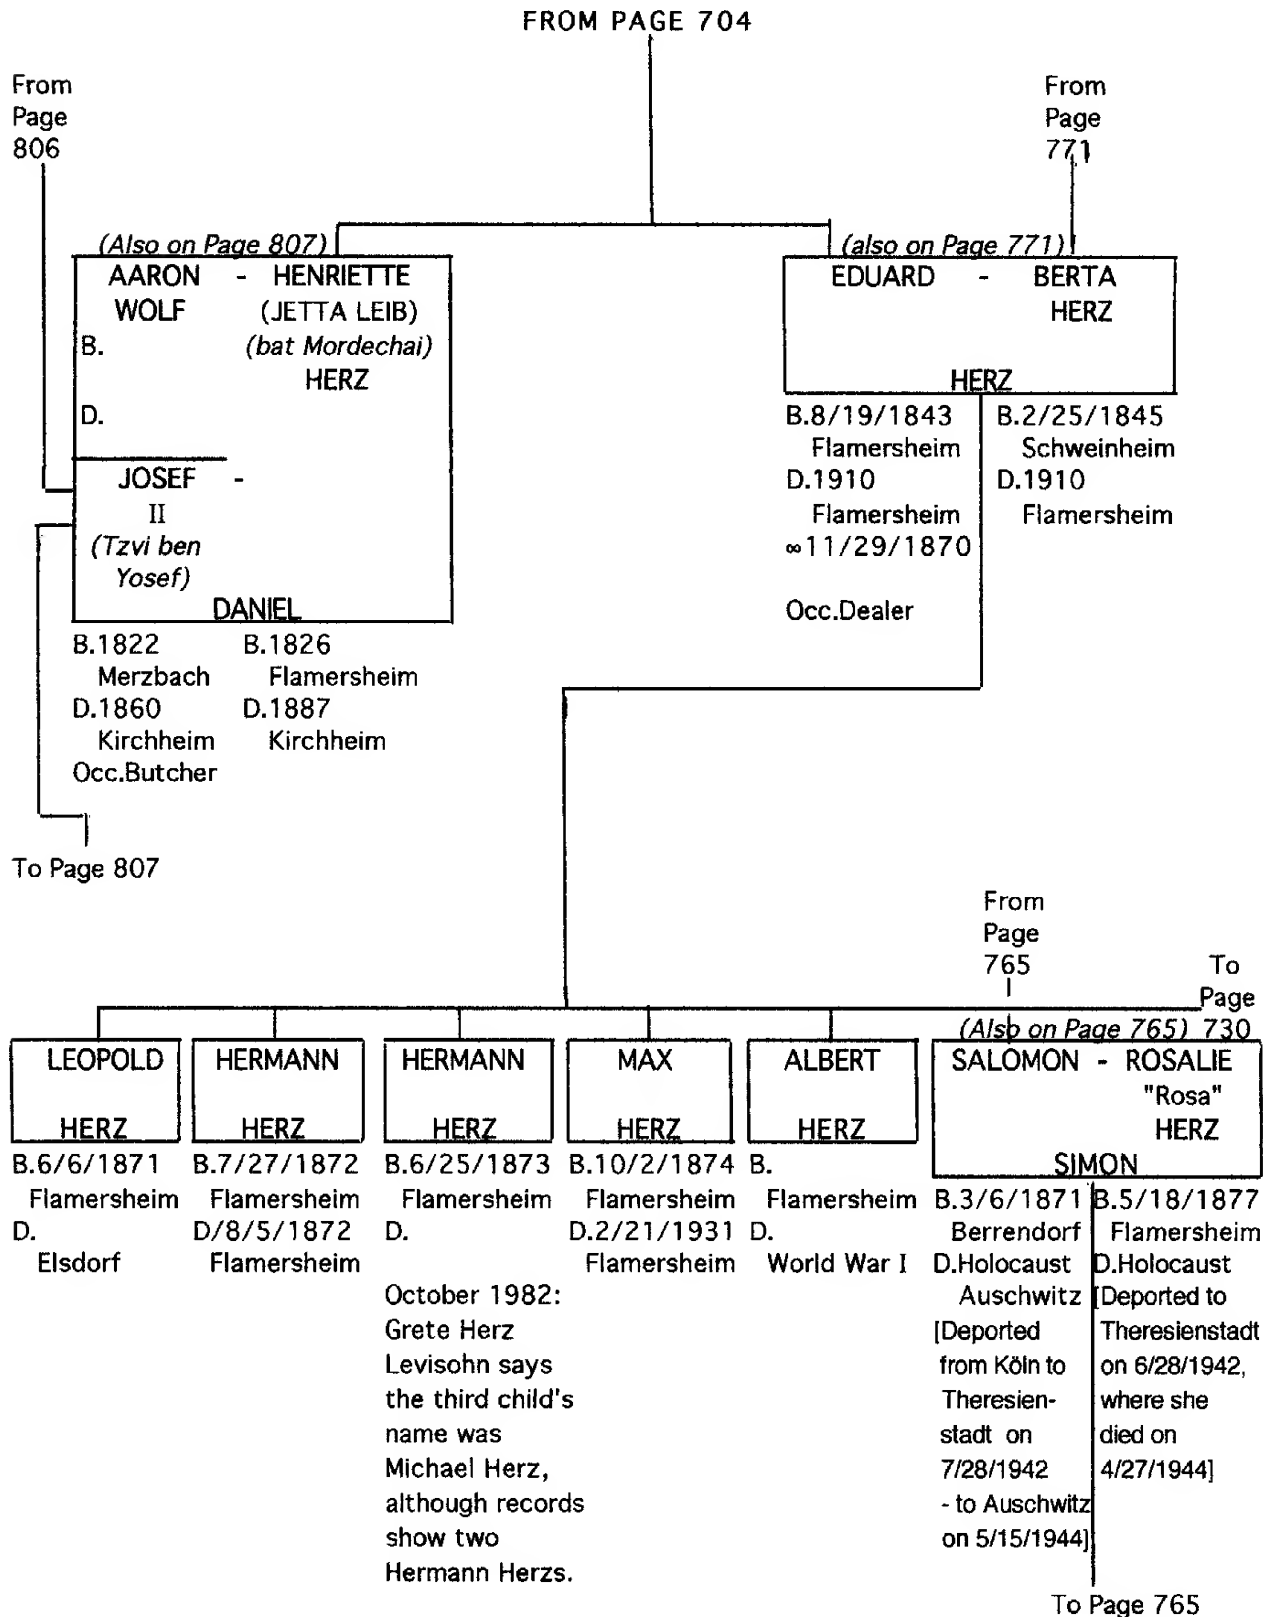 FROM PAGE 704
From
Page
806
From
Page
771
(Also on Page 807)
AARON - HENRIETTE
WOLF (JETTA LEIB)
B. (bat Mordechai)
HERZ
D.
JOSEF -
II
(Tzvi ben
Yosef)
DANIEL
B.1822 B.1826
Merzbach Flamersheim
D.1860 D.1887
Kirchheim Kirchheim
Occ.Butcher
To Page 807
(also on Page 771)
EDUARD - BERTA
HERZ
HERZ
B.8/19/1843 B.2/25/1845
Flamersheim Schweinheim
D.1910 D.1910
Flamersheim Flamersheim
∞11/29/1870
Occ.Dealer
From
Page
765
To
Page
730
LEOPOLD
HERZ
B.6/6/1871
Flamersheim
D.
Elsdorf
HERMANN
HERZ
B.7/27/1872
Flamersheim
D/8/5/1872
Flamersheim
HERMANN
HERZ
B.6/25/1873
Flamersheim
D.
October 1982:
Grete Herz
Levisohn says
the third child's
name was
Michael Herz,
although records
show two
Hermann Herzs.
MAX
HERZ
B.10/2/1874
Flamersheim
D.2/21/1931
Flamersheim
ALBERT
HERZ
B.
Flamersheim
D.
World War I
(Also on Page 765)
SALOMON - ROSALIE
"Rosa"
HERZ
SIMON
B.3/6/1871
Berrendorf
D.Holocaust
Auschwitz
[Deported
from Köln to
Theresien-
stadt on
7/28/1942
- to Auschwitz
on 5/15/1944]
B.5/18/1877
Flamersheim
D.Holocaust
[Deported to
Theresienstadt
on 6/28/1942,
where she
died on
4/27/1944]
To Page 765